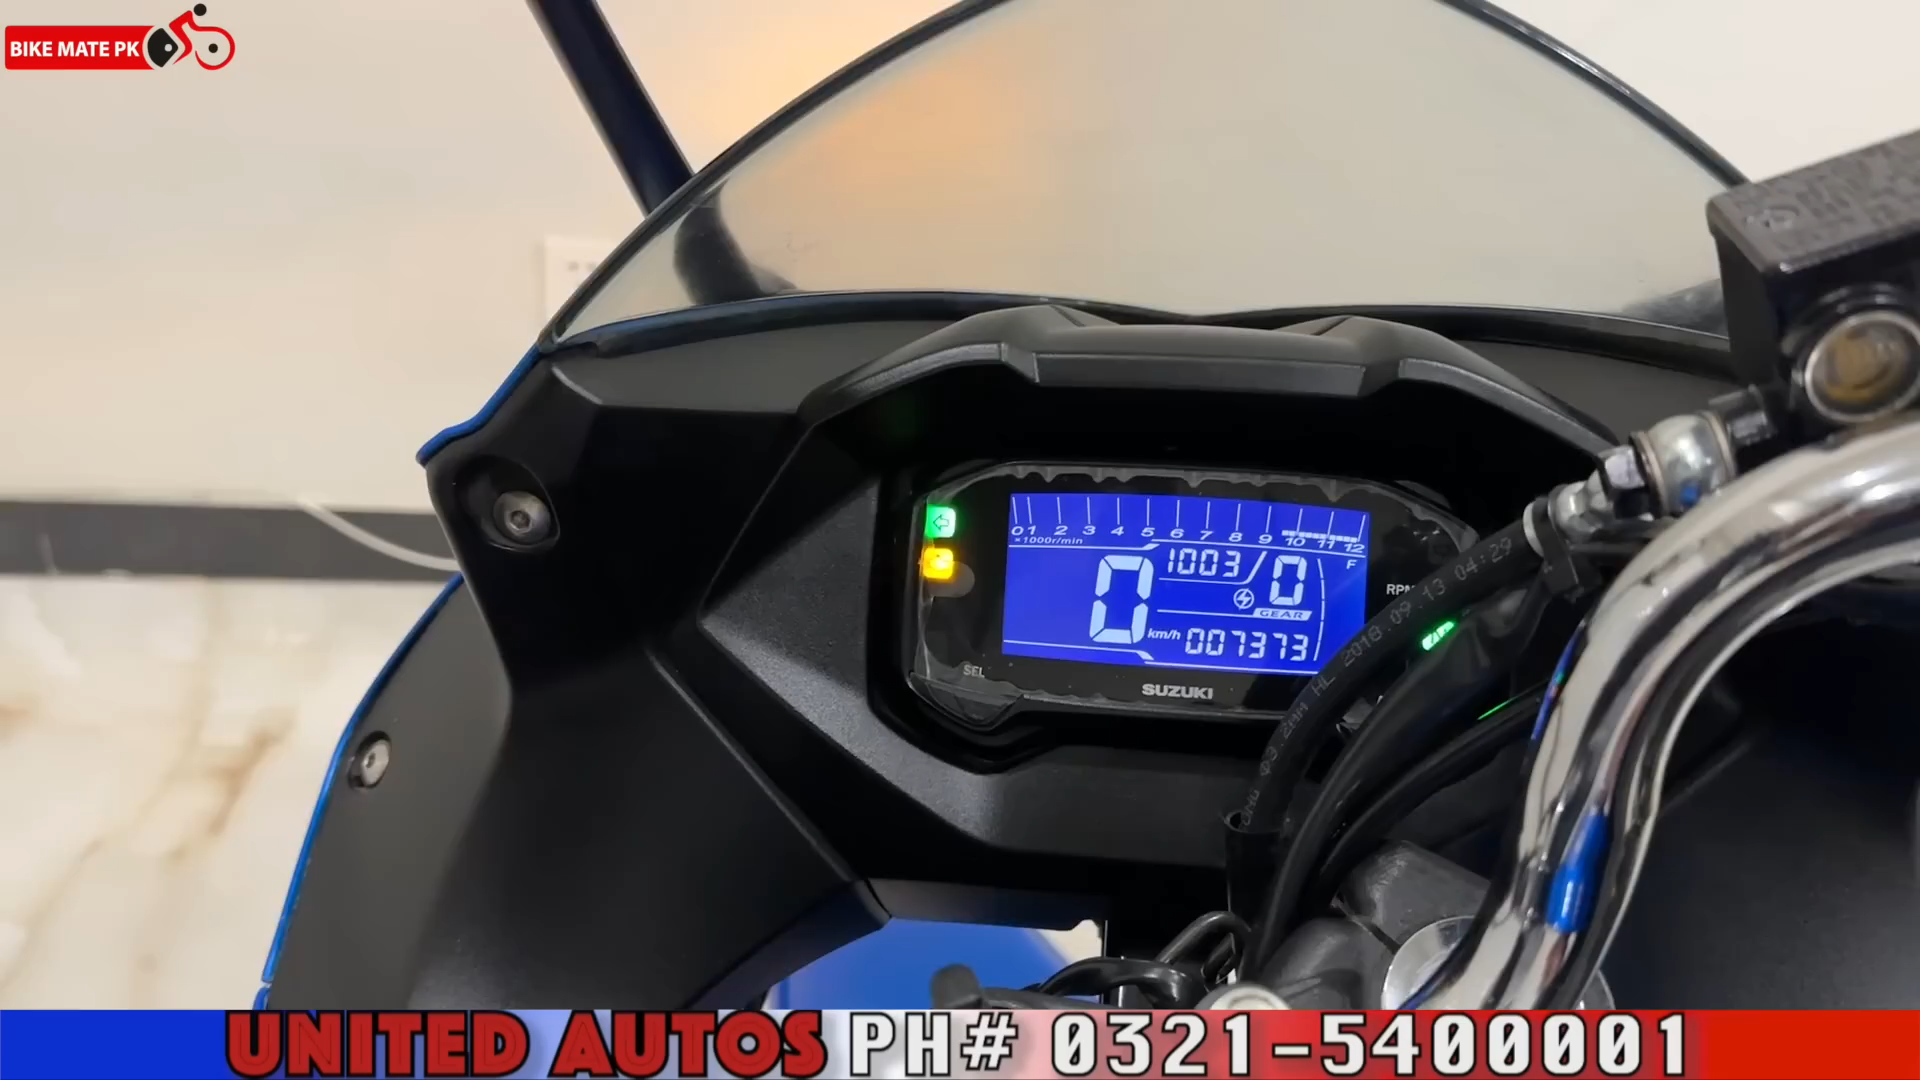 BIKE MATE PK
0 1 2 3 4 5 6 7 8 9 10 11 12
×1000r/min
1003/0
F
0
GEAR
km/h 007373
RPM
SEL
SUZUKI
HL 2018.09.13 04:29
UNITED AUTOS PH# 0321-5400001